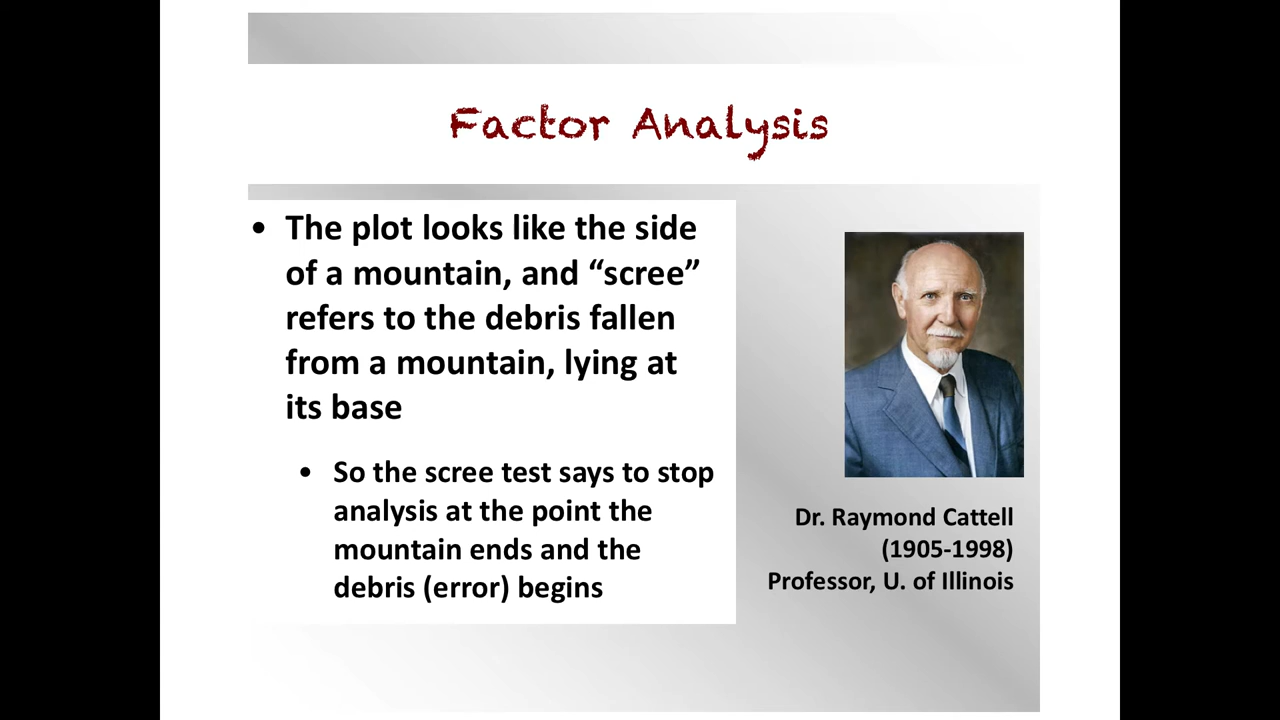 Factor Analysis
• The plot looks like the side
of a mountain, and “scree”
refers to the debris fallen
from a mountain, lying at
its base
• So the scree test says to stop
analysis at the point the
mountain ends and the
debris (error) begins
Dr. Raymond Cattell
(1905-1998)
Professor, U. of Illinois